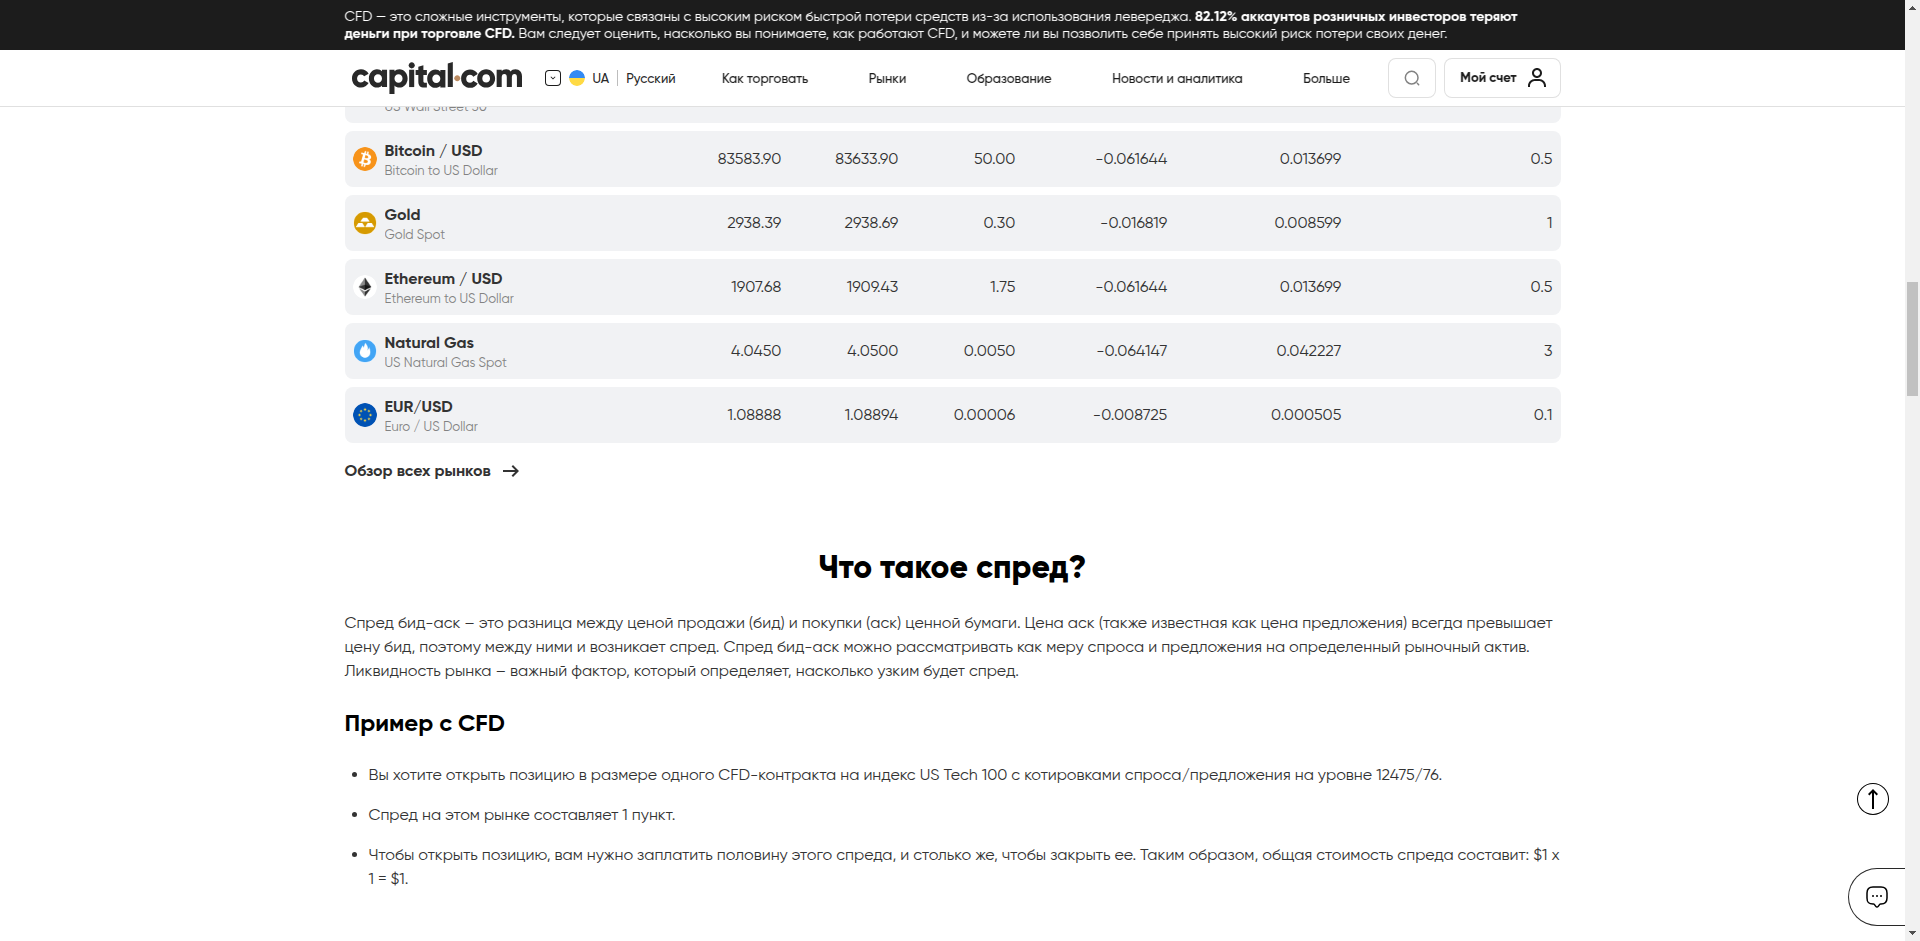 CFD — это сложные инструменты, которые связаны с высоким риском быстрой потери средств из-за использования левереджа. 82.12% аккаунтов розничных инвесторов теряют
деньги при торговле CFD. Вам следует оценить, насколько вы понимаете, как работают CFD, и можете ли вы позволить себе принять высокий риск потери своих денег.
capital.com UA Русский Как торговать Рынки Образование Новости и аналитика Больше Мой счет
US Wall Street 30
Bitcoin / USD 83583.90 83633.90 50.00 -0.061644 0.013699 0.5
Bitcoin to US Dollar
Gold 2938.39 2938.69 0.30 -0.016819 0.008599 1
Gold Spot
Ethereum / USD 1907.68 1909.43 1.75 -0.061644 0.013699 0.5
Ethereum to US Dollar
Natural Gas 4.0450 4.0500 0.0050 -0.064147 0.042227 3
US Natural Gas Spot
EUR/USD 1.08888 1.08894 0.00006 -0.008725 0.000505 0.1
Euro / US Dollar
Обзор всех рынков →
Что такое спред?
Спред бид-аск – это разница между ценой продажи (бид) и покупки (аск) ценной бумаги. Цена аск (также известная как цена предложения) всегда превышает
цену бид, поэтому между ними и возникает спред. Спред бид-аск можно рассматривать как меру спроса и предложения на определенный рыночный актив.
Ликвидность рынка – важный фактор, который определяет, насколько узким будет спред.
Пример с CFD
• Вы хотите открыть позицию в размере одного CFD-контракта на индекс US Tech 100 с котировками спроса/предложения на уровне 12475/76.
• Спред на этом рынке составляет 1 пункт.
• Чтобы открыть позицию, вам нужно заплатить половину этого спреда, и столько же, чтобы закрыть ее. Таким образом, общая стоимость спреда составит: $1 x
1 = $1.